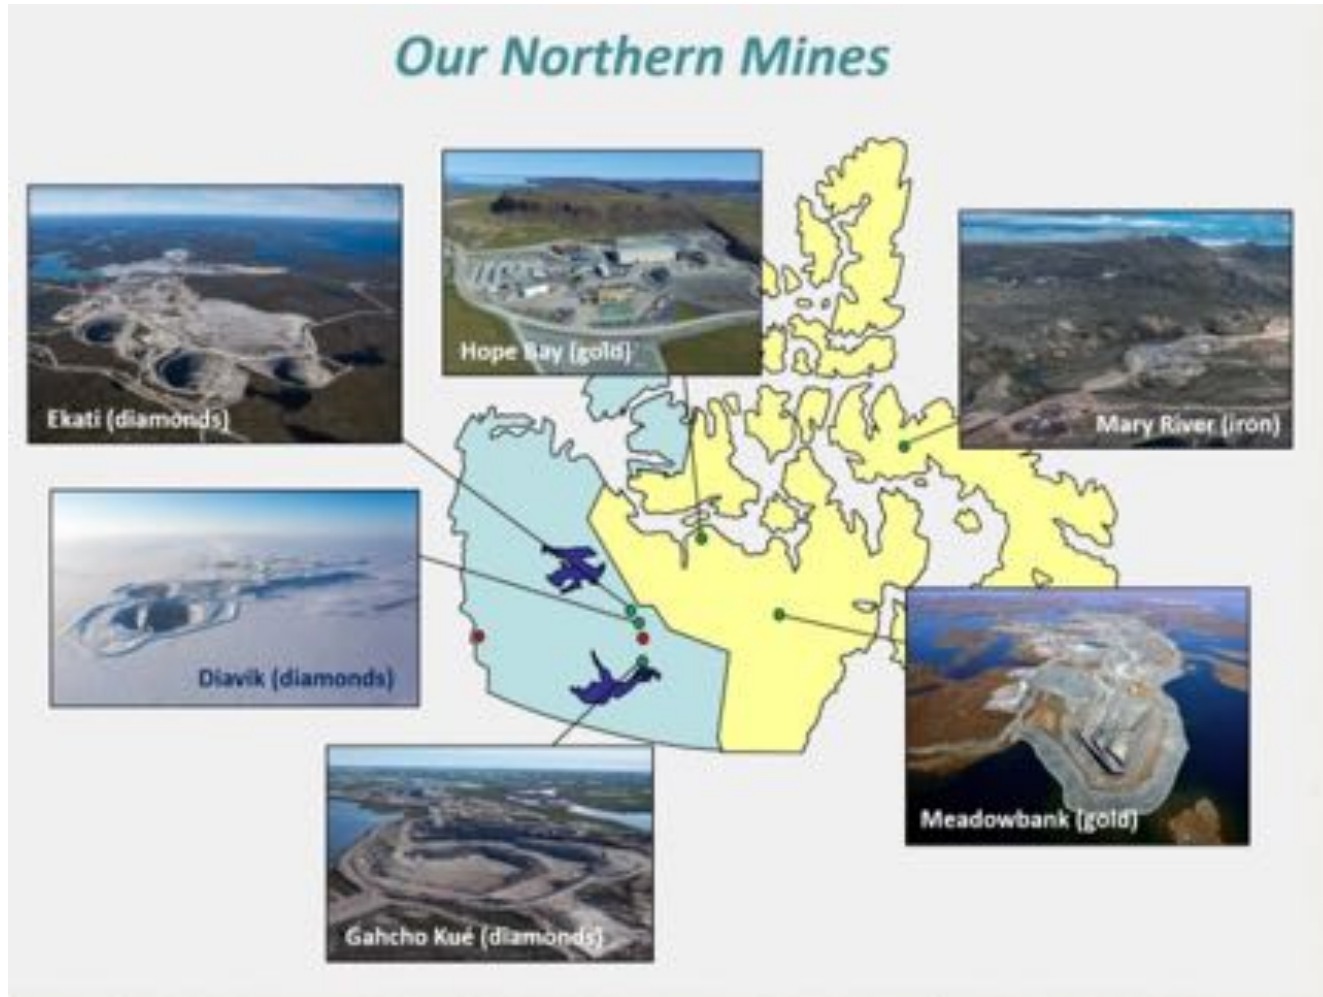 Our Northern Mines
Hope Bay (gold)
Ekati (diamonds)
Mary River (iron)
Diavik (diamonds)
Meadowbank (gold)
Gahcho Kué (diamonds)